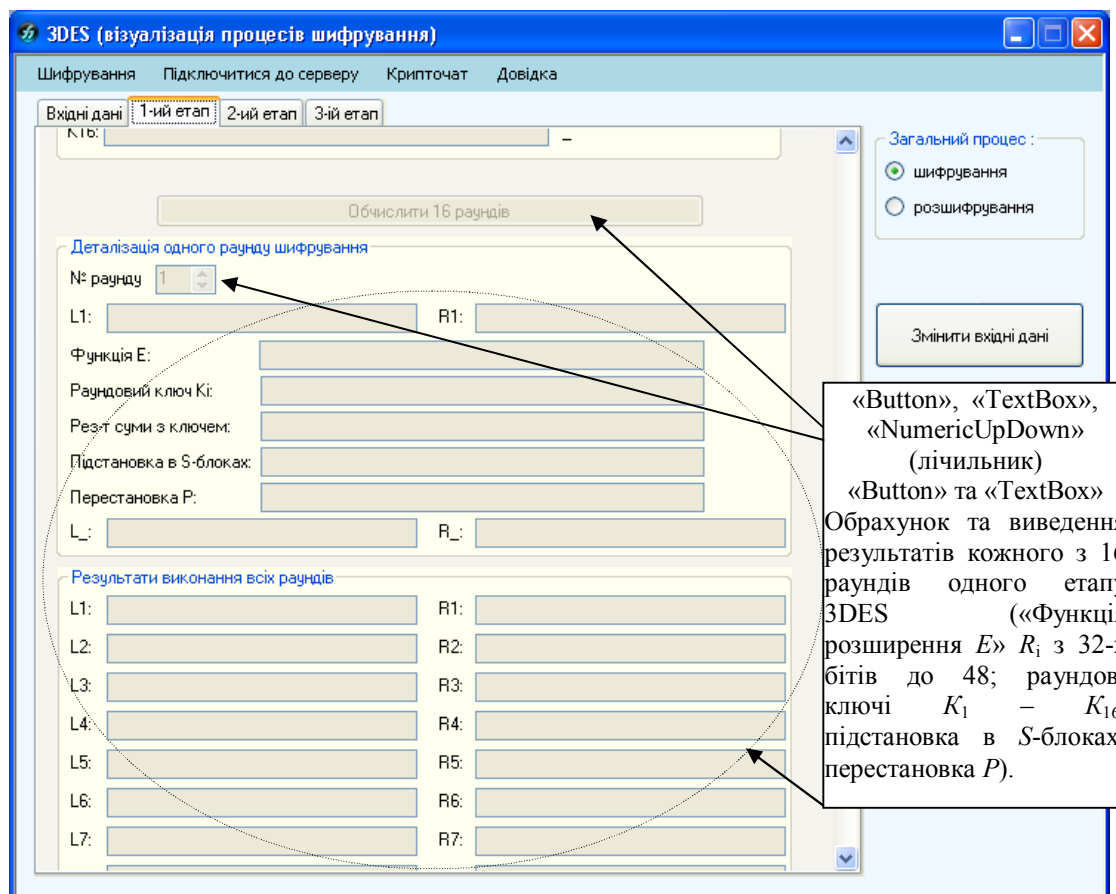 3DES (візуалізація процесів шифрування)
Шифрування Підключитися до серверу Крипточат Довідка
Вхідні дані 1-ий етап 2-ий етап 3-ій етап
K16: _
Обчислити 16 раундів
Деталізація одного раунду шифрування
№ раунду 1
L1: R1:
Функція E:
Раундовий ключ Ki:
Рез-т суми з ключем:
Підстановка в S-блоках:
Перестановка P:
L_: R_:
Результати виконання всіх раундів
L1: R1:
L2: R2:
L3: R3:
L4: R4:
L5: R5:
L6: R6:
L7: R7:
Загальний процес :
шифрування
розшифрування
Змінити вхідні дані
«Button», «TextBox»,
«NumericUpDown»
(лічильник)
«Button» та «TextBox»
Обрахунок та виведення
результатів кожного з 16
раундів одного етапу
3DES («Функція
розширення E» Ri з 32-х
бітів до 48; раундов
ключі K1 – K16
підстановка в S-блоках
перестановка P).